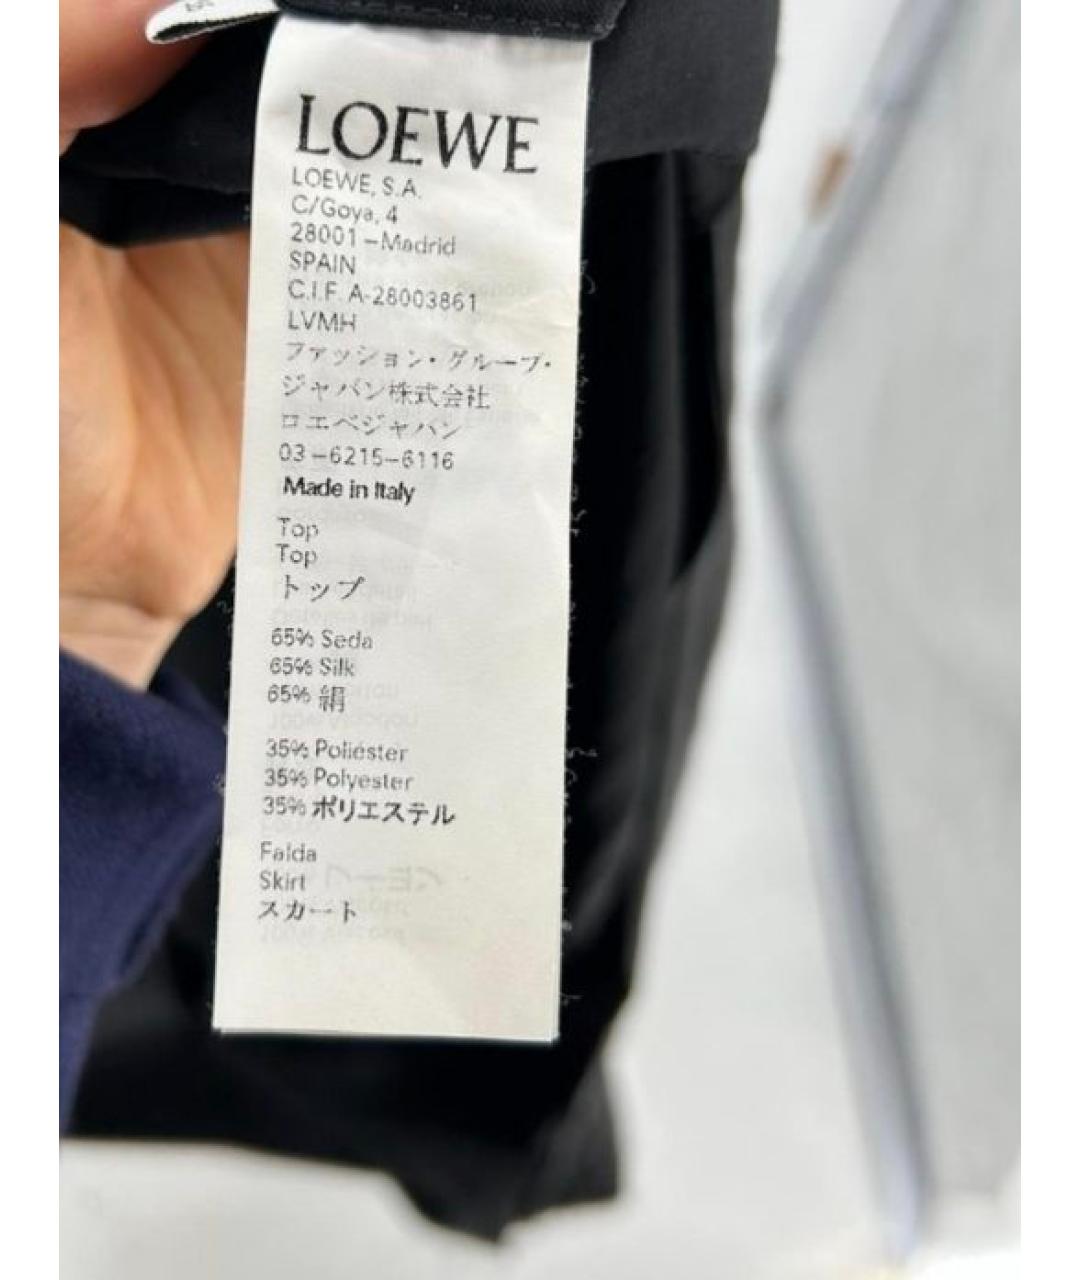 LOEWE
LOEWE, S.A.
C/Goya, 4
28001 – Madrid
SPAIN
C.I.F. A-28003861
LVMH
ファッション・グループ・
ジャパン株式会社
ロエベジャパン
03–6215–6116
Made in Italy
Top
Top
トップ
65% Seda
65% Silk
65% 絹
35% Poliéster
35% Polyester
35% ポリエステル
Falda
Skirt
スカート